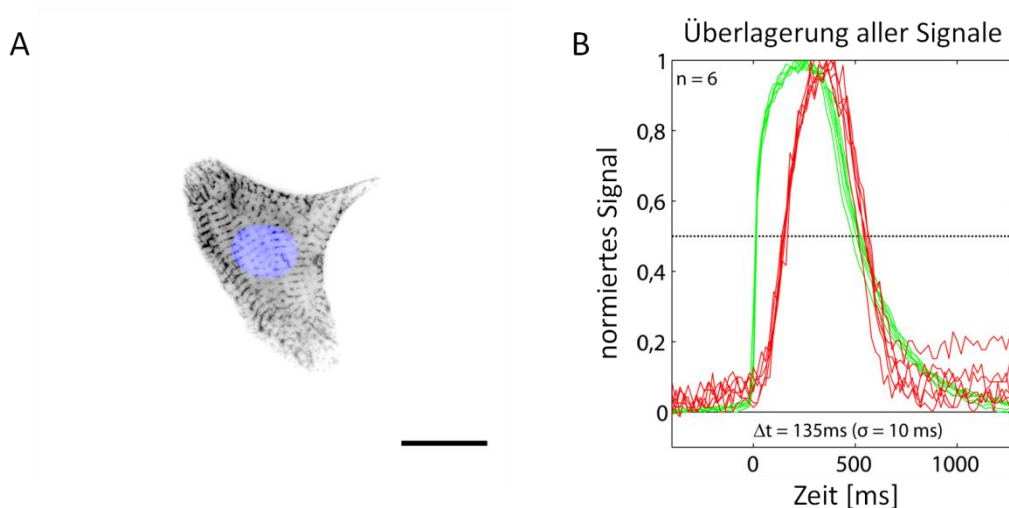 A
B
Überlagerung aller Signale
n = 6
normiertes Signal
1
0,8
0,6
0,4
0,2
0
Δt = 135ms (σ = 10 ms)
0 500 1000
Zeit [ms]